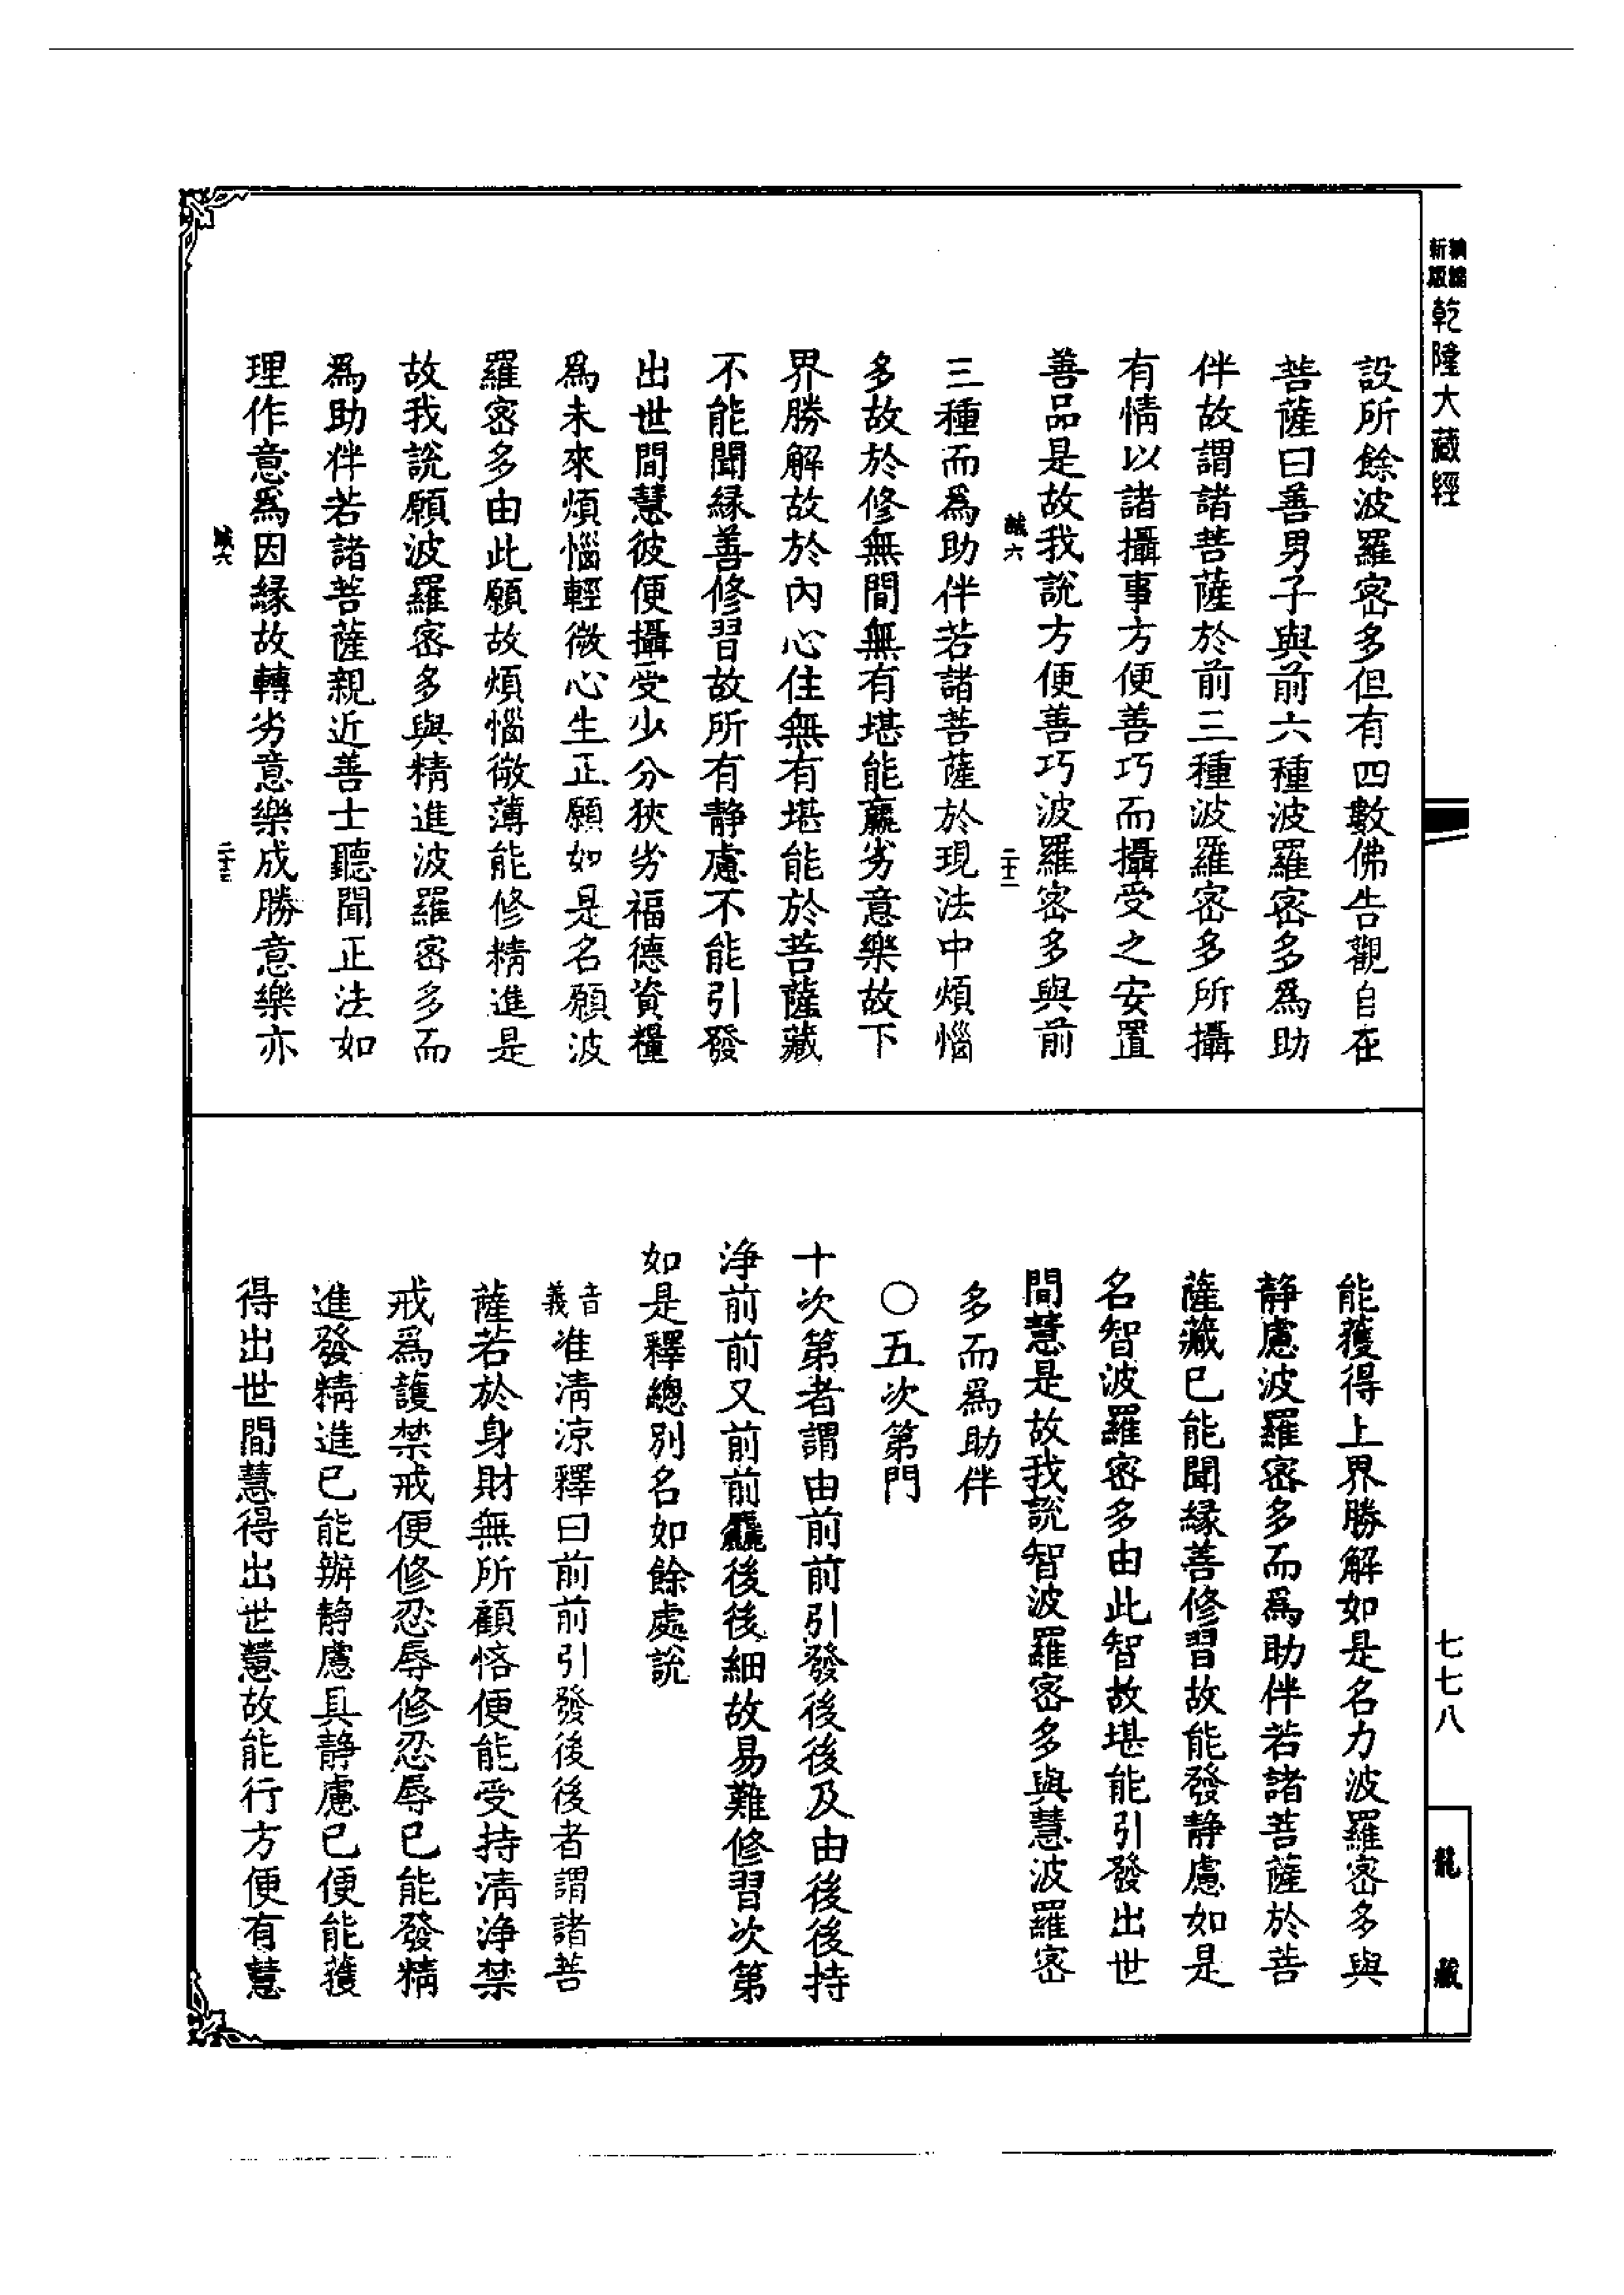 新版 精編 乾隆大藏經
設所餘波羅密多但有四數佛告觀自在
菩薩曰善男子與前六種波羅密多爲助
伴故謂諸菩薩於前三種波羅密多所攝
有情以諸攝事方便善巧而攝受之安置
善品是故我說方便善巧波羅密多與前
誠六 二十二
三種而爲助伴若諸菩薩於現法中煩惱
多故於修無間無有堪能羸劣意樂故下
界勝解故於內心住無有堪能於菩薩藏
不能聞緣善修習故所有靜慮不能引發
出世間慧彼便攝受少分狹劣福德資糧
爲未來煩惱輕微心生正願如是名願波
羅密多由此願故煩惱微薄能修精進是
故我說願波羅密多與精進波羅密多而
爲助伴若諸菩薩親近善士聽聞正法如
理作意爲因緣故轉劣意樂成勝意樂亦
誠六 二十三
能獲得上界勝解如是名力波羅密多與
靜慮波羅密多而爲助伴若諸菩薩於菩
薩藏已能聞緣善修習故能發靜慮如是
名智波羅密多由此智故堪能引發出世
間慧是故我說智波羅密多與慧波羅密
多而爲助伴
○五次第門
十次第者謂由前前引發後後及由後後持
淨前前又前前麤後後細故易難修習次第
如是釋總別名如餘處說
音義 准清涼釋曰前前引發後後者謂諸菩
薩若於身財無所顧悋便能受持清淨禁
戒爲護禁戒便修忍辱修忍辱已能發精
進發精進已能辦靜慮具靜慮已便能獲
得出世間慧得出世慧故能行方便有慧
七七八
龍藏